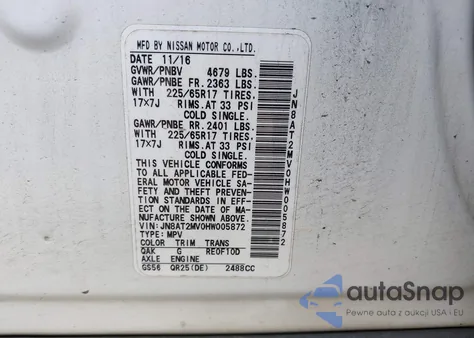 MFD BY NISSAN MOTOR CO.,LTD.
DATE 11/16
GVWR/PNBV 4679 LBS.
GAWR/PNBE FR. 2363 LBS.
WITH 225/65R17 TIRES.
17×7J RIMS.AT 33 PSI
COLD SINGLE.
GAWR/PNBE RR. 2401 LBS.
WITH 225/65R17 TIRES.
17×7J RIMS.AT 33 PSI
COLD SINGLE.
THIS VEHICLE CONFORMS
TO ALL APPLICABLE FED-
ERAL MOTOR VEHICLE SA-
FETY AND THEFT PREVEN-
TION STANDARDS IN EFF-
ECT ON THE DATE OF MA-
NUFACTURE SHOWN ABOVE.
VIN: JN8AT2MV0HW005872
TYPE: MPV
COLOR TRIM TRANS
QAK G RE0F10D
AXLE ENGINE
GS56 QR25(DE) 2488CC
JN8AT2MV0HW005872
autoSnap
Pewne auta z aukcji USA i EU